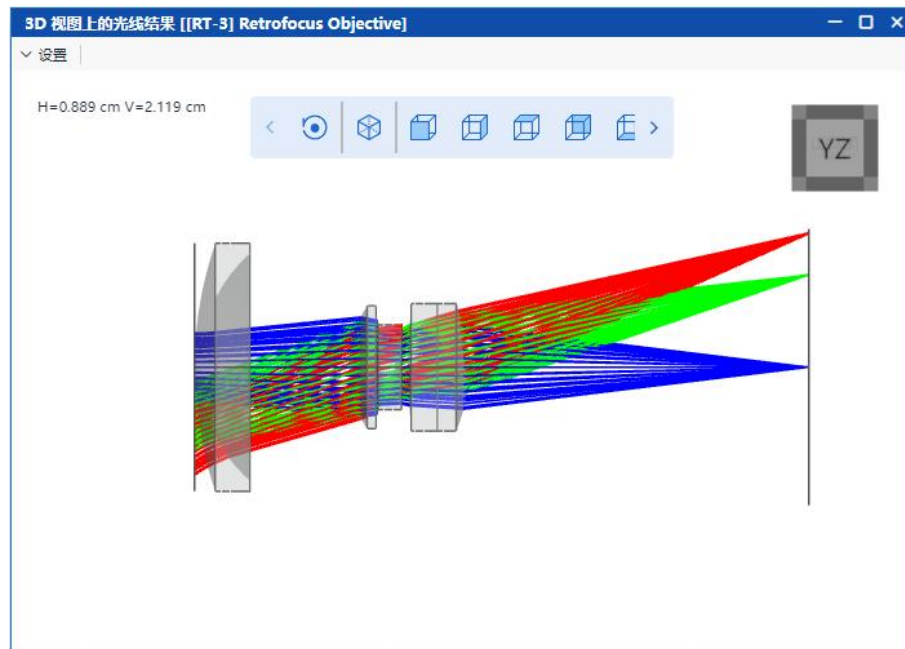 3D 视图上的光线结果 [[RT-3] Retrofocus Objective]
设置
H=0.889 cm V=2.119 cm
YZ